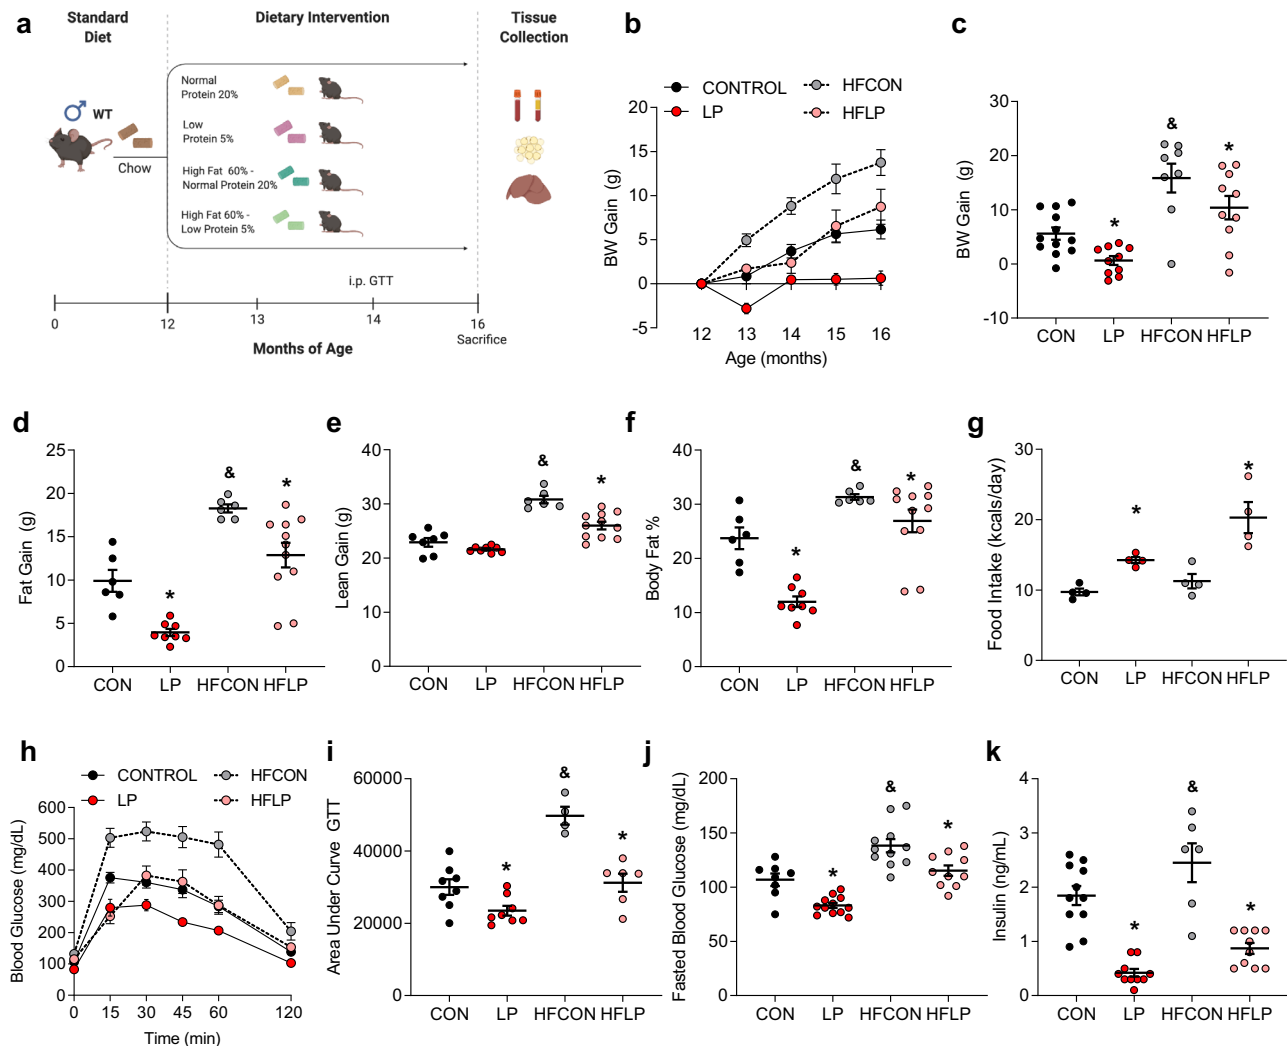 a
Standard
Diet
Dietary Intervention
Tissue
Collection
WT
Chow
Normal
Protein 20%
Low
Protein 5%
High Fat 60% -
Normal Protein 20%
High Fat 60% -
Low Protein 5%
i.p. GTT
0
12
13
14
16
Sacrifice
Months of Age
b
CONTROL
HFCON
LP
HFLP
BW Gain (g)
20
15
10
5
0
-5
12 13 14 15 16
Age (months)
c
BW Gain (g)
30
20
10
0
-10
*
&
*
CON LP HFCON HFLP
d
Fat Gain (g)
25
20
15
10
5
0
*
&
*
CON LP HFCON HFLP
e
Lean Gain (g)
40
30
20
10
0
&
*
CON LP HFCON HFLP
f
Body Fat %
40
30
20
10
0
*
&
*
CON LP HFCON HFLP
g
Food Intake (kcals/day)
30
20
10
0
*
*
CON LP HFCON HFLP
h
CONTROL
HFCON
LP
HFLP
Blood Glucose (mg/dL)
600
500
400
300
200
100
0
0 15 30 45 60 120
Time (min)
i
Area Under Curve GTT
60000
40000
20000
0
*
&
*
CON LP HFCON HFLP
j
Fasted Blood Glucose (mg/dL)
200
150
100
50
0
*
&
*
CON LP HFCON HFLP
k
Insulin (ng/mL)
4
3
2
1
0
*
&
*
CON LP HFCON HFLP